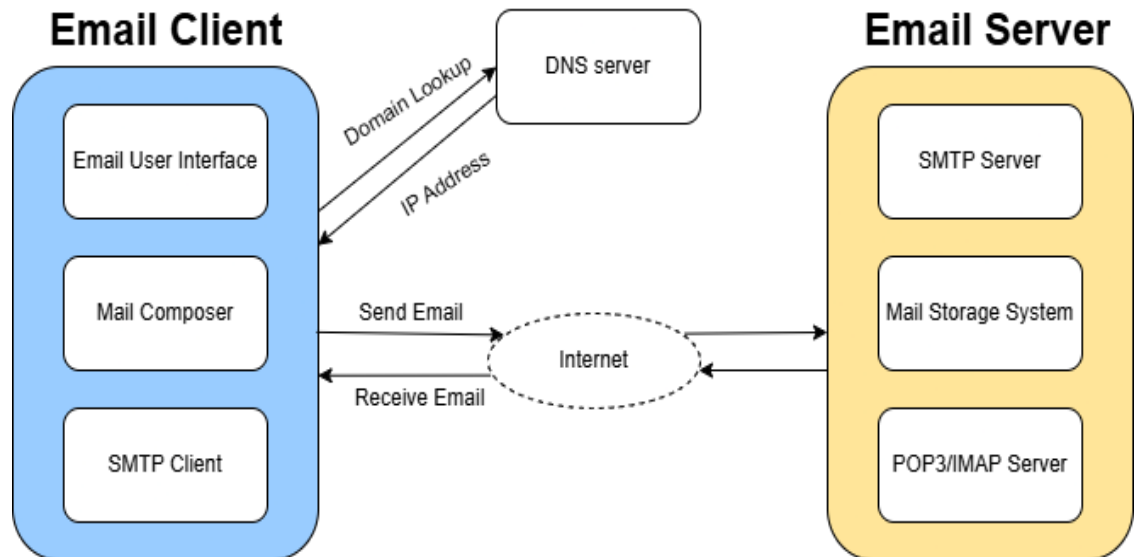 Email Client
Email Server
DNS server
Domain Lookup
IP Address
Email User Interface
SMTP Server
Mail Composer
Send Email
Internet
Receive Email
Mail Storage System
SMTP Client
POP3/IMAP Server